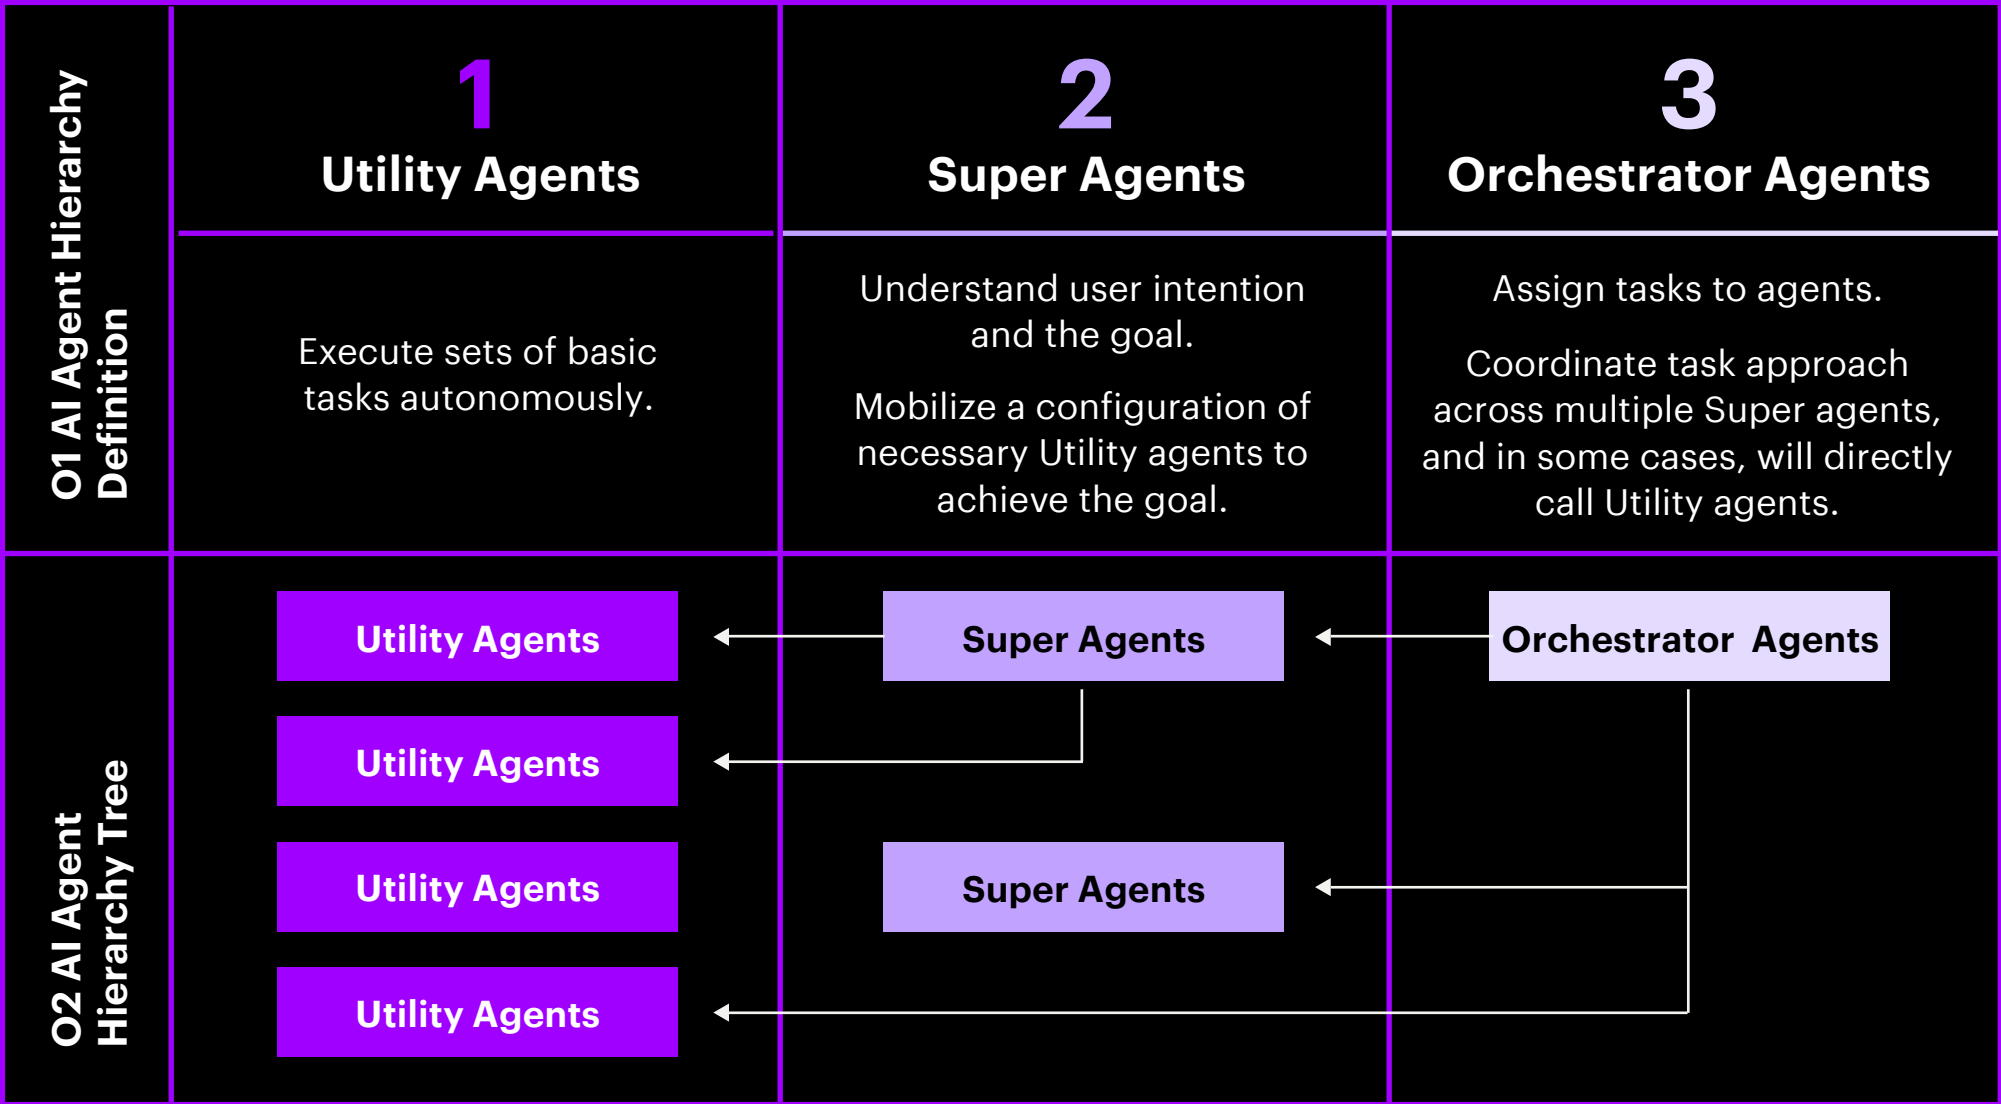 O1 AI Agent Hierarchy
Definition
1
Utility Agents
2
Super Agents
3
Orchestrator Agents
Execute sets of basic
tasks autonomously.
Understand user intention
and the goal.
Mobilize a configuration of
necessary Utility agents to
achieve the goal.
Assign tasks to agents.
Coordinate task approach
across multiple Super agents,
and in some cases, will directly
call Utility agents.
O2 AI Agent
Hierarchy Tree
Utility Agents
Super Agents
Orchestrator Agents
Utility Agents
Utility Agents
Super Agents
Utility Agents